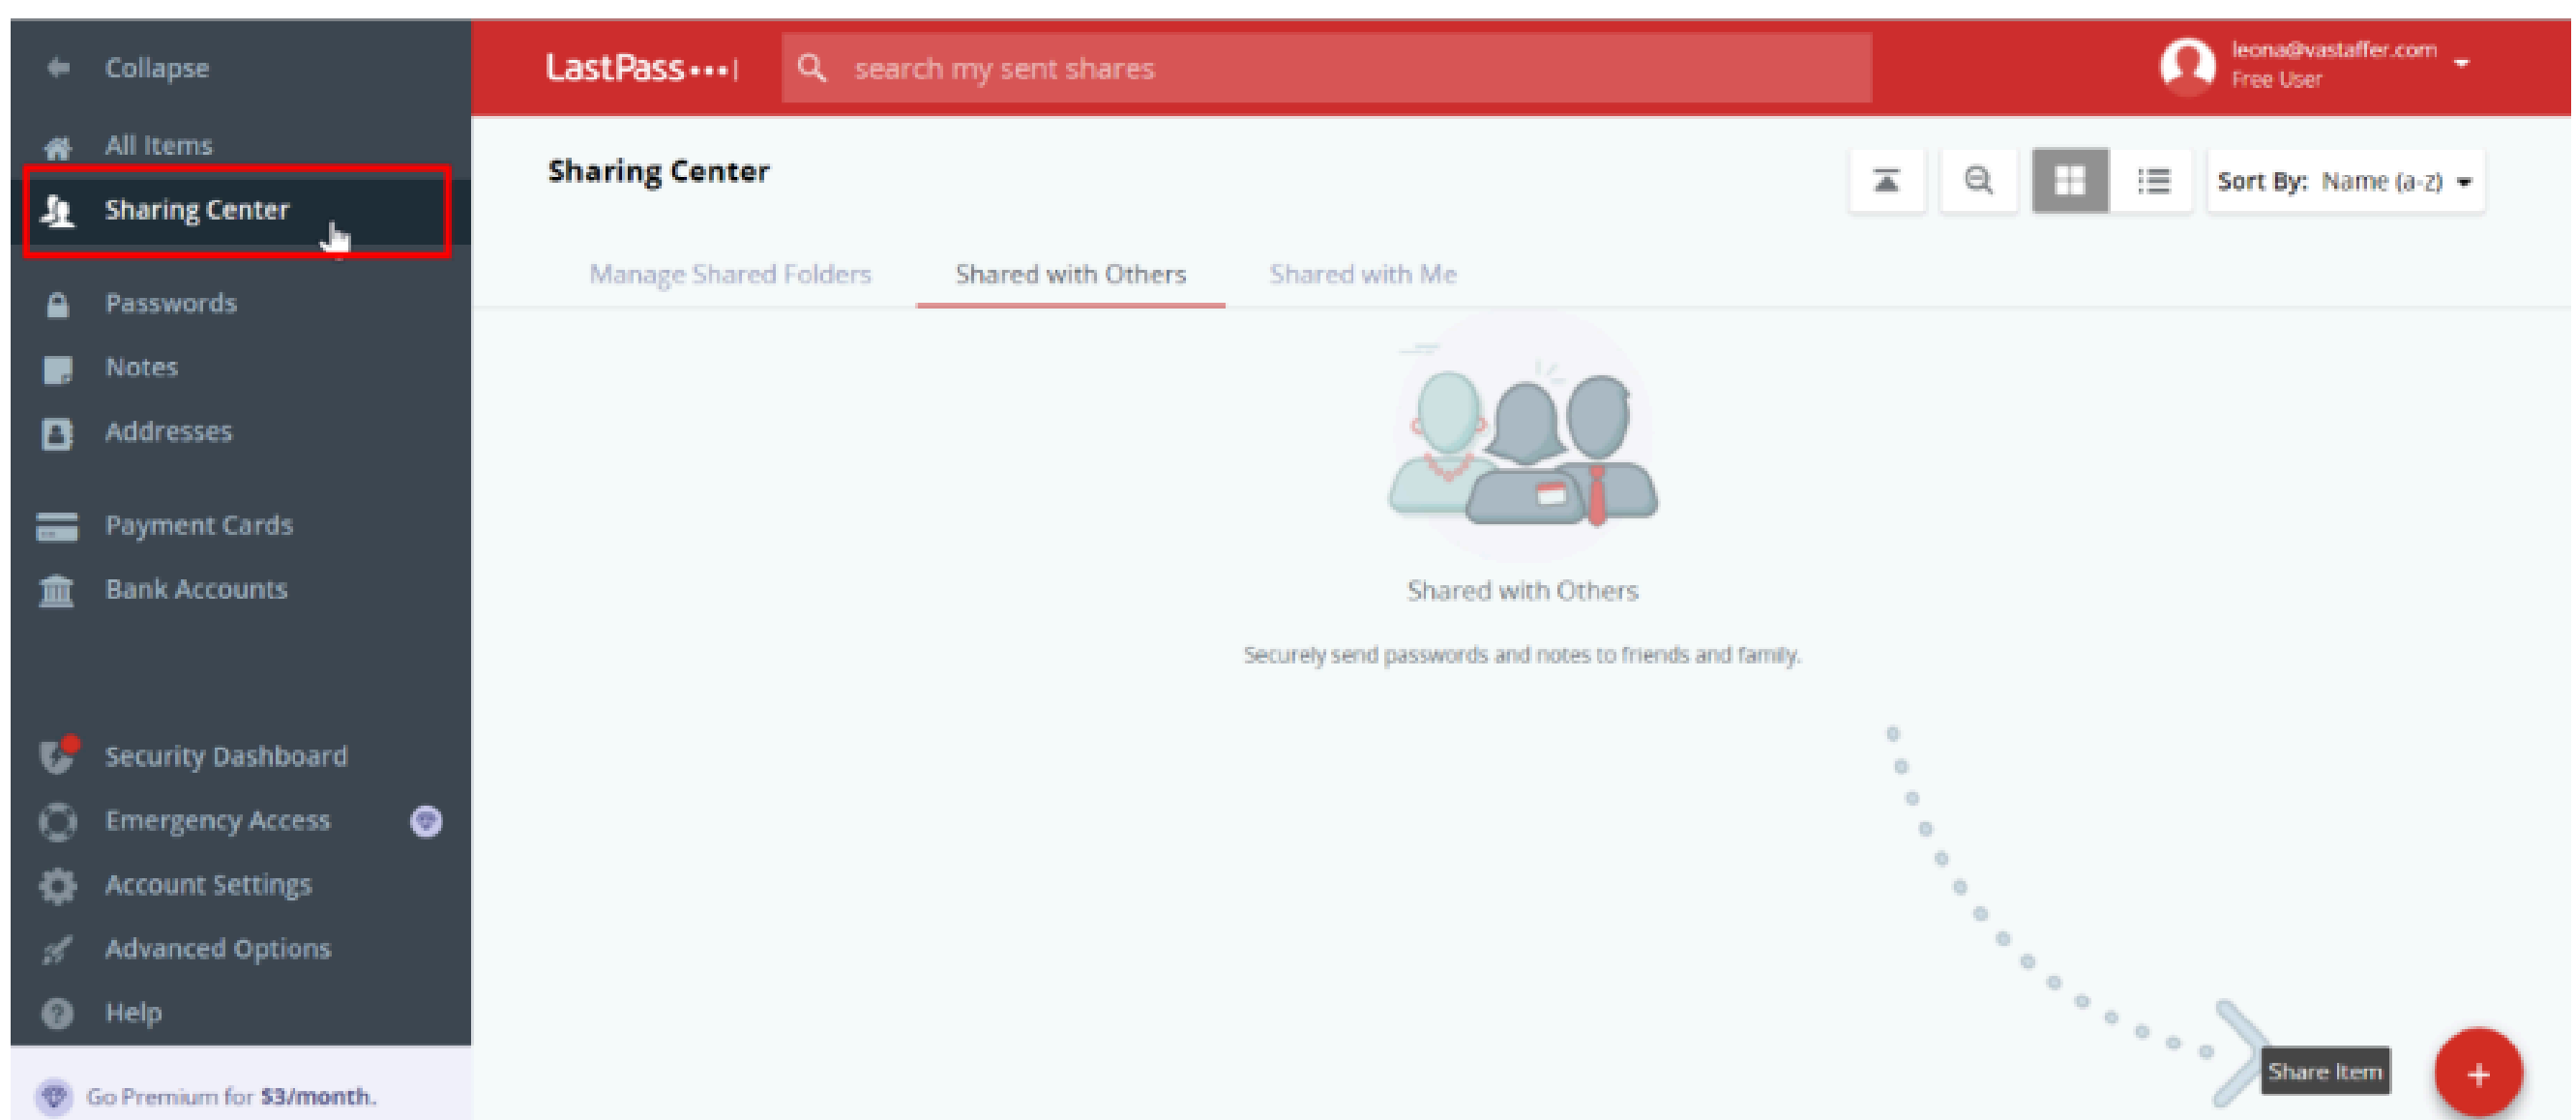 Collapse
All Items
Sharing Center
Passwords
Notes
Addresses
Payment Cards
Bank Accounts
Security Dashboard
Emergency Access
Account Settings
Advanced Options
Help
Go Premium for $3/month.
LastPass•••|
search my sent shares
leona@vastaffer.com
Free User
Sharing Center
Sort By: Name (a-z)
Manage Shared Folders Shared with Others Shared with Me
Shared with Others
Securely send passwords and notes to friends and family.
Share Item
+